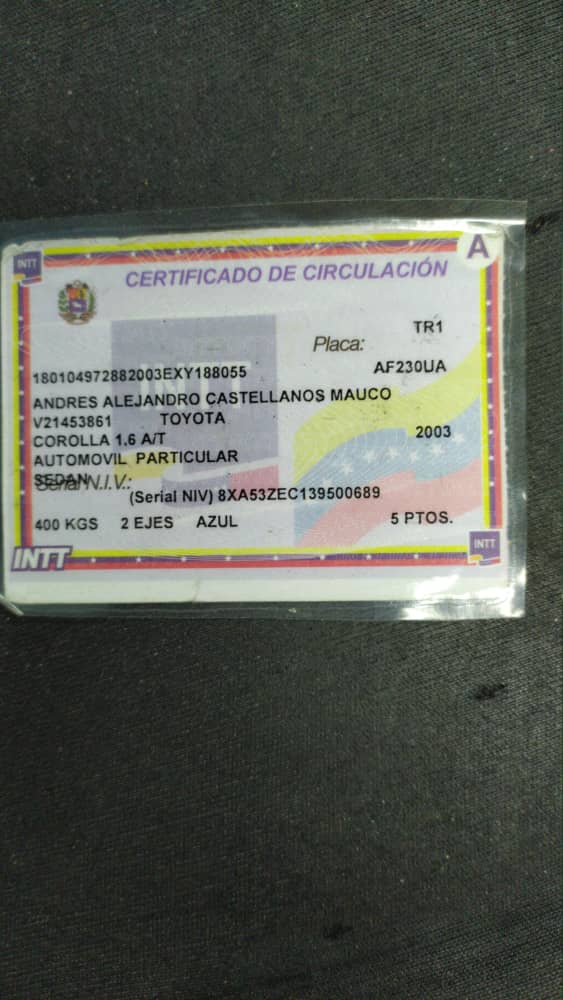 INTT
A
CERTIFICADO DE CIRCULACIÓN
TR1
Placa:
180104972882003EXY188055 AF230UA
ANDRES ALEJANDRO CASTELLANOS MAUCO
V21453861 TOYOTA
COROLLA 1.6 A/T 2003
AUTOMOVIL PARTICULAR
SEDAN
Serial N.I.V.:
(Serial NIV) 8XA53ZEC139500689
400 KGS 2 EJES AZUL 5 PTOS.
INTT
INTT
INTT